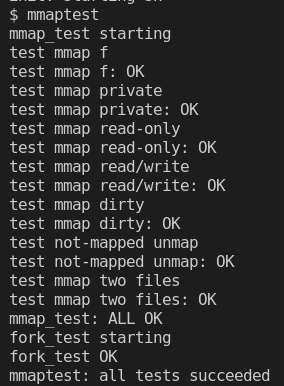 $ mmaptest
mmap_test starting
test mmap f
test mmap f: OK
test mmap private
test mmap private: OK
test mmap read-only
test mmap read-only: OK
test mmap read/write
test mmap read/write: OK
test mmap dirty
test mmap dirty: OK
test not-mapped unmap
test not-mapped unmap: OK
test mmap two files
test mmap two files: OK
mmap_test: ALL OK
fork_test starting
fork_test OK
mmaptest: all tests succeeded